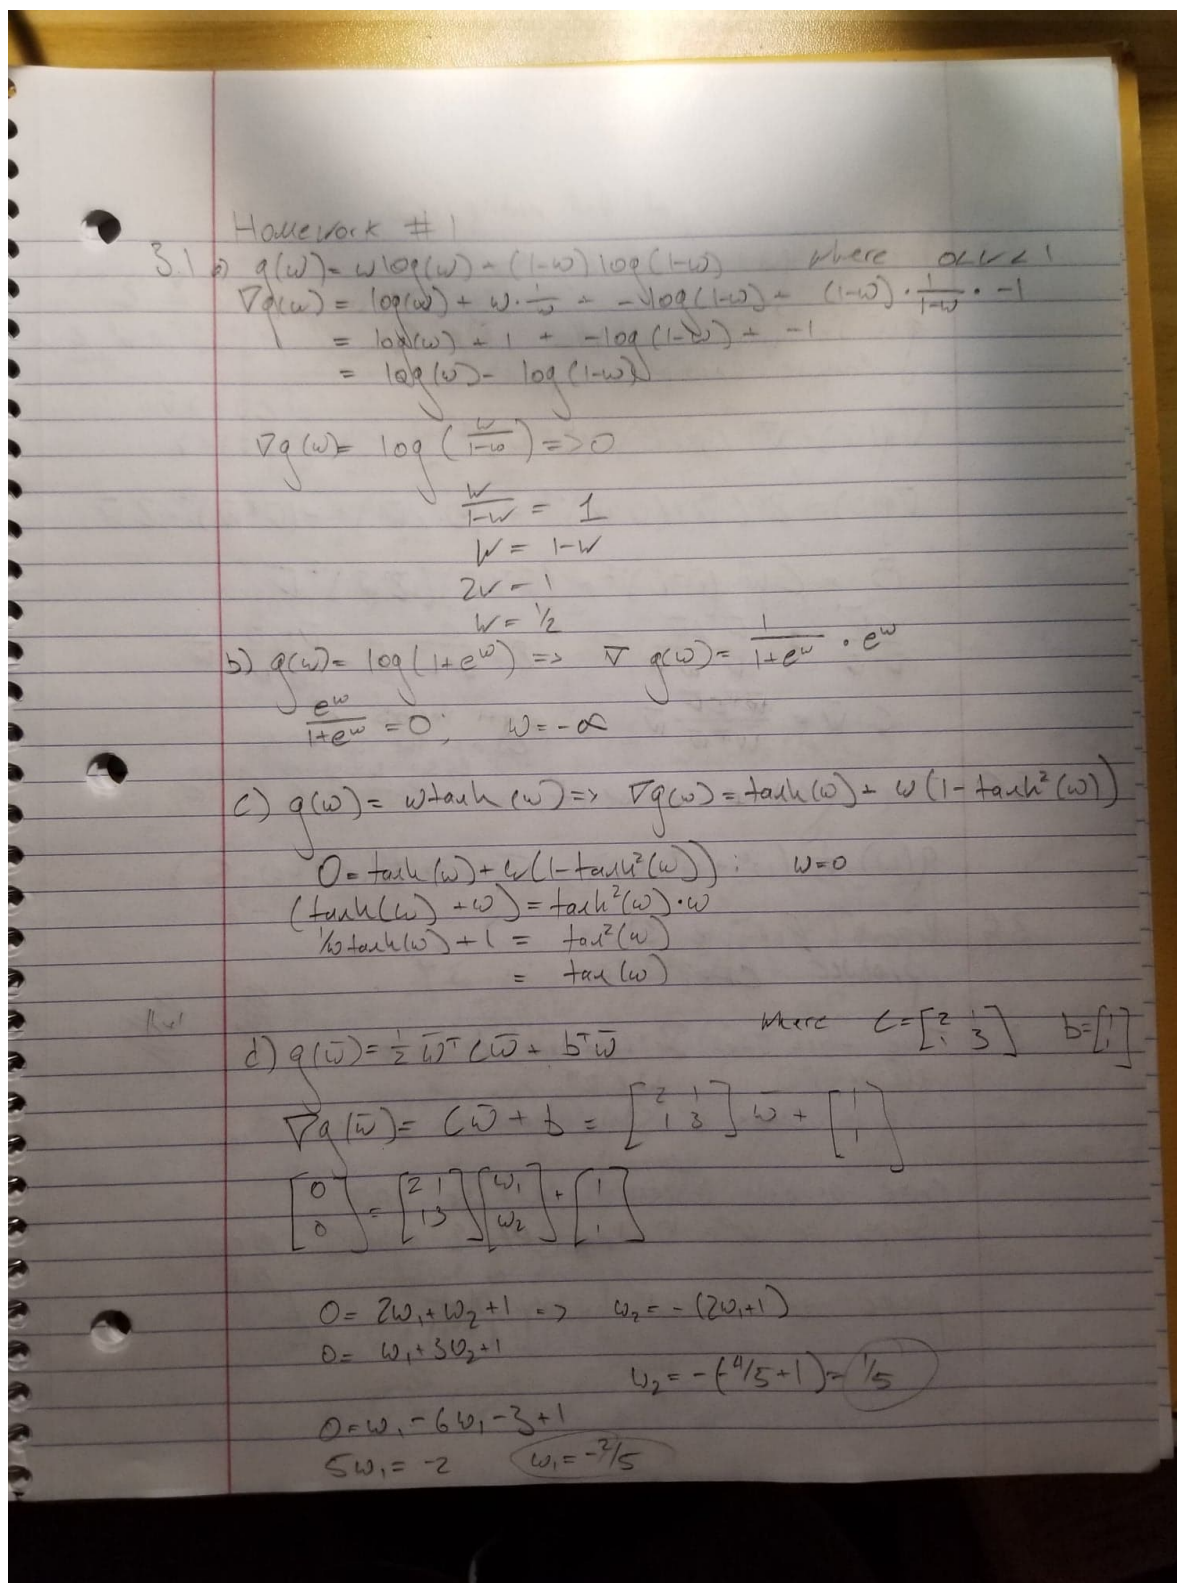 Homework #1
3.1 a) g(w) = w log(w) + (1-w) log(1-w) where 0<w<1
∇g(w) = log(w) + w · 1/w + -log(1-w) + (1-w) · 1/(1-w) · -1
= log(w) + 1 + -log(1-w) + -1
= log(w) - log(1-w)
∇g(w) = log(w/(1-w)) => 0
w/(1-w) = 1
w = 1-w
2w = 1
w = 1/2
b) g(w) = log(1+e^w) => ∇g(w) = 1/(1+e^w) · e^w
e^w/(1+e^w) = 0; w = -∞
c) g(w) = w tanh(w) => ∇g(w) = tanh(w) + w(1 - tanh²(w))
0 = tanh(w) + w(1-tanh²(w)) : w=0
(tanh(w) + w) = tanh²(w) · w
1/w tanh(w) + 1 = tan²(w)
= tan(w)
d) g(w̄) = 1/2 w̄ᵀ C w̄ + bᵀ w̄ where C = [2 1; 1 3] b = [1; 1]
∇g(w̄) = Cw̄ + b = [2 1; 1 3] w̄ + [1; 1]
[0; 0] = [2 1; 1 3] [w₁; w₂] + [1; 1]
0 = 2w₁ + w₂ + 1 => w₂ = -(2w₁+1)
0 = w₁ + 3w₂ + 1
w₂ = -(-4/5 + 1) = 1/5
0 = w₁ - 6w₁ - 3 + 1
5w₁ = -2 w₁ = -2/5